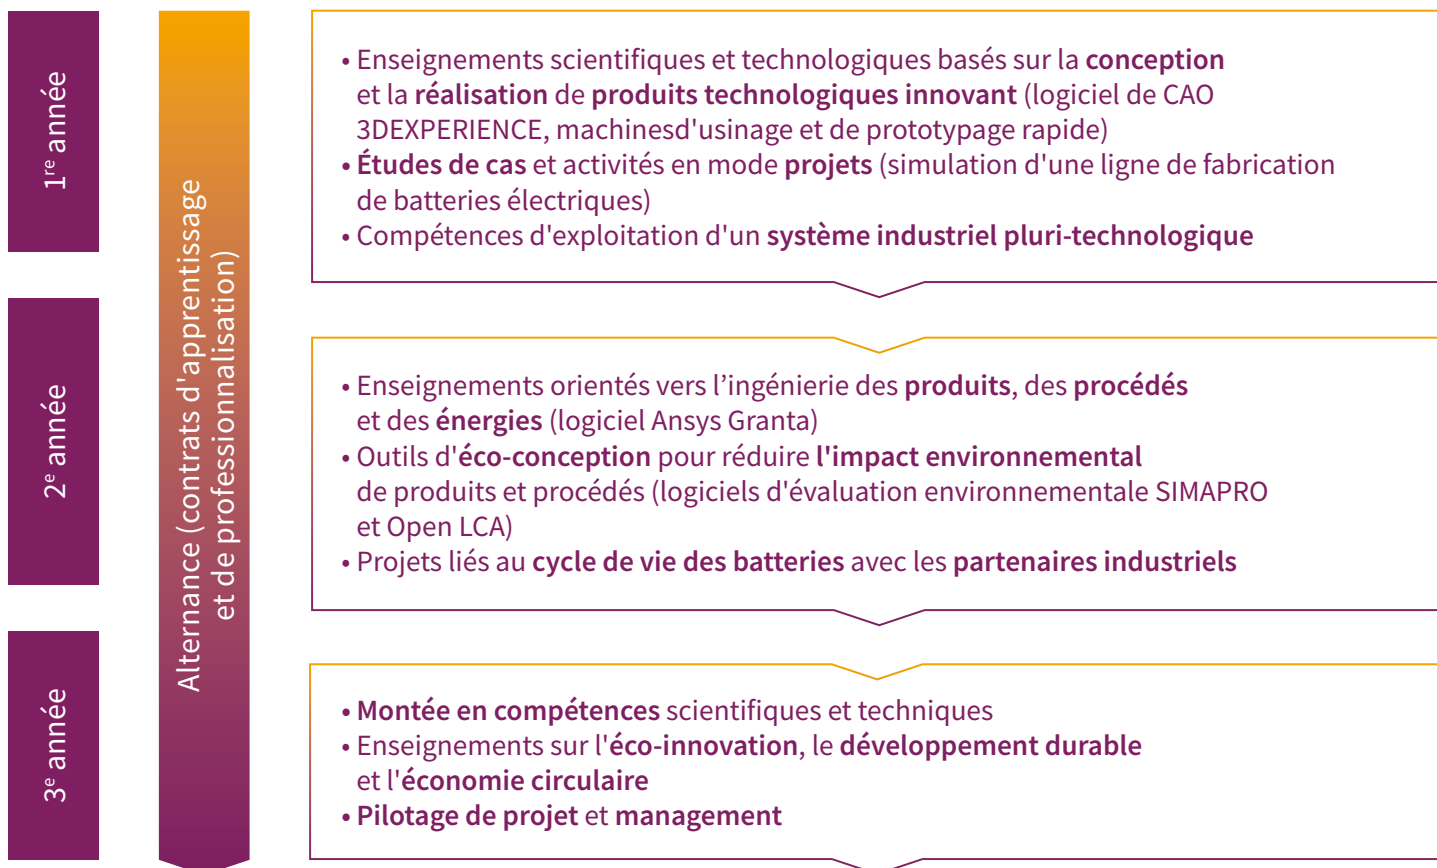 1re année
Alternance (contrats d'apprentissage
et de professionnalisation)
• Enseignements scientifiques et technologiques basés sur la conception
et la réalisation de produits technologiques innovant (logiciel de CAO
3DEXPERIENCE, machinesd'usinage et de prototypage rapide)
• Études de cas et activités en mode projets (simulation d'une ligne de fabrication
de batteries électriques)
• Compétences d'exploitation d'un système industriel pluri-technologique
2e année
• Enseignements orientés vers l’ingénierie des produits, des procédés
et des énergies (logiciel Ansys Granta)
• Outils d'éco-conception pour réduire l'impact environnemental
de produits et procédés (logiciels d'évaluation environnementale SIMAPRO
et Open LCA)
• Projets liés au cycle de vie des batteries avec les partenaires industriels
3e année
• Montée en compétences scientifiques et techniques
• Enseignements sur l'éco-innovation, le développement durable
et l'économie circulaire
• Pilotage de projet et management